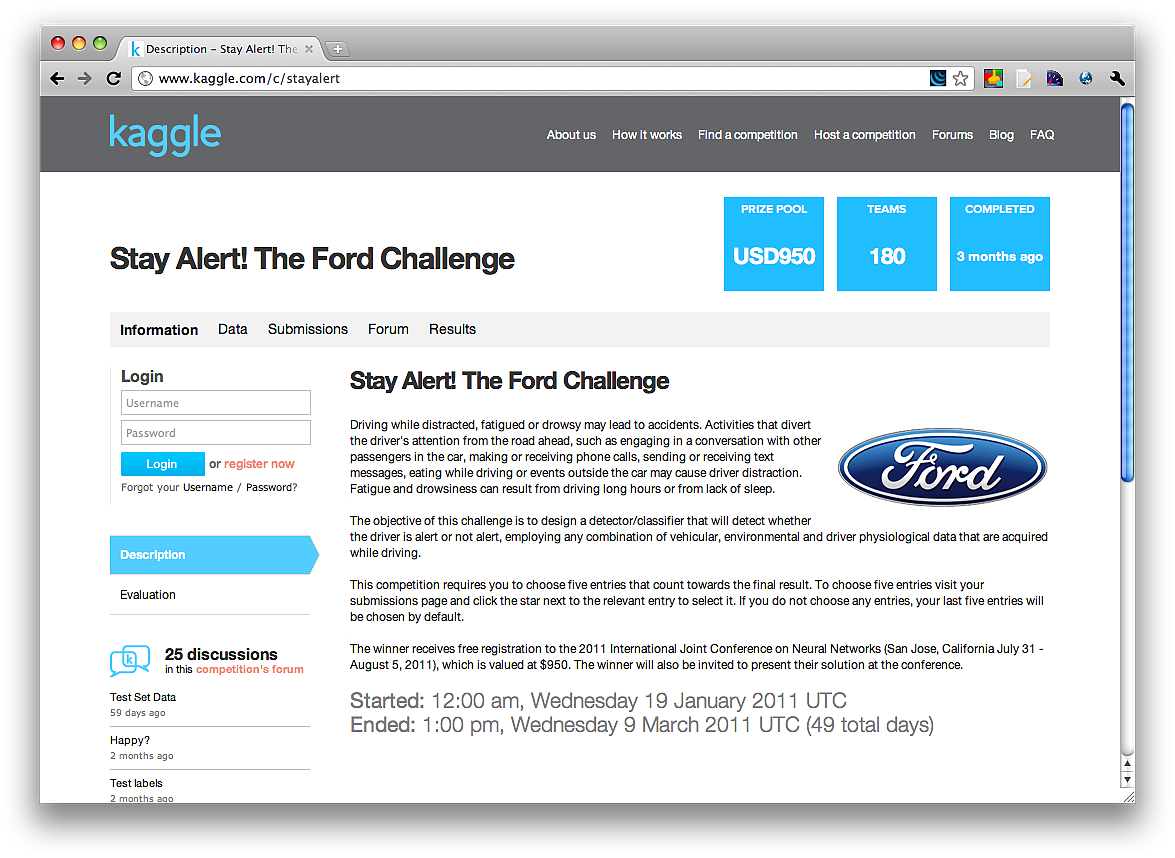 Description – Stay Alert! The
www.kaggle.com/c/stayalert
kaggle
About us How it works Find a competition Host a competition Forums Blog FAQ
PRIZE POOL TEAMS COMPLETED
Stay Alert! The Ford Challenge
USD950 180 3 months ago
Information Data Submissions Forum Results
Login
Username
Password
Login or register now
Forgot your Username / Password?
Description
Evaluation
25 discussions
in this competition's forum
Test Set Data
59 days ago
Happy?
2 months ago
Test labels
2 months ago
Stay Alert! The Ford Challenge
Driving while distracted, fatigued or drowsy may lead to accidents. Activities that divert
the driver's attention from the road ahead, such as engaging in a conversation with other
passengers in the car, making or receiving phone calls, sending or receiving text
messages, eating while driving or events outside the car may cause driver distraction.
Fatigue and drowsiness can result from driving long hours or from lack of sleep.
Ford
The objective of this challenge is to design a detector/classifier that will detect whether
the driver is alert or not alert, employing any combination of vehicular, environmental and driver physiological data that are acquired
while driving.
This competition requires you to choose five entries that count towards the final result. To choose five entries visit your
submissions page and click the star next to the relevant entry to select it. If you do not choose any entries, your last five entries will
be chosen by default.
The winner receives free registration to the 2011 International Joint Conference on Neural Networks (San Jose, California July 31 -
August 5, 2011), which is valued at $950. The winner will also be invited to present their solution at the conference.
Started: 12:00 am, Wednesday 19 January 2011 UTC
Ended: 1:00 pm, Wednesday 9 March 2011 UTC (49 total days)